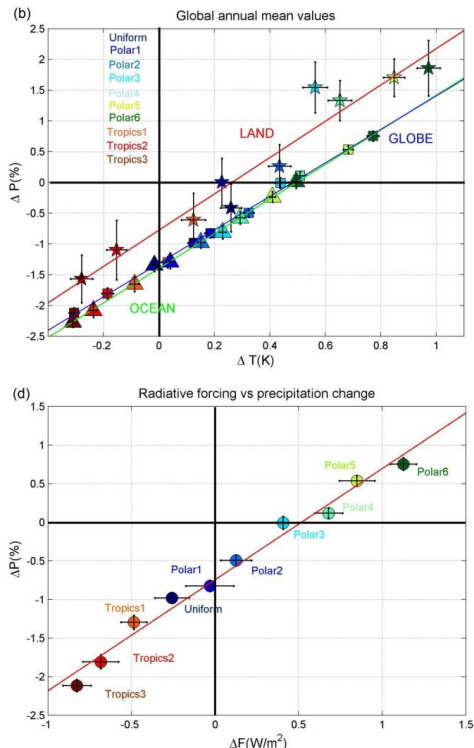 (b) Global annual mean values
Uniform
Polar1
Polar2
Polar3
Polar4
Polar5
Polar6
Tropics1
Tropics2
Tropics3
LAND
GLOBE
OCEAN
Δ P(%)
2.5
2
1.5
1
0.5
0
-0.5
-1
-1.5
-2
-2.5
-0.2 0 0.2 0.4 0.6 0.8 1
Δ T(K)
(d) Radiative forcing vs precipitation change
ΔP(%)
1.5
1
0.5
0
-0.5
-1
-1.5
-2
-2.5
Polar5
Polar6
Polar4
Polar3
Polar1
Polar2
Uniform
Tropics1
Tropics2
Tropics3
-1 -0.5 0 0.5 1 1.5
ΔF(W/m²)